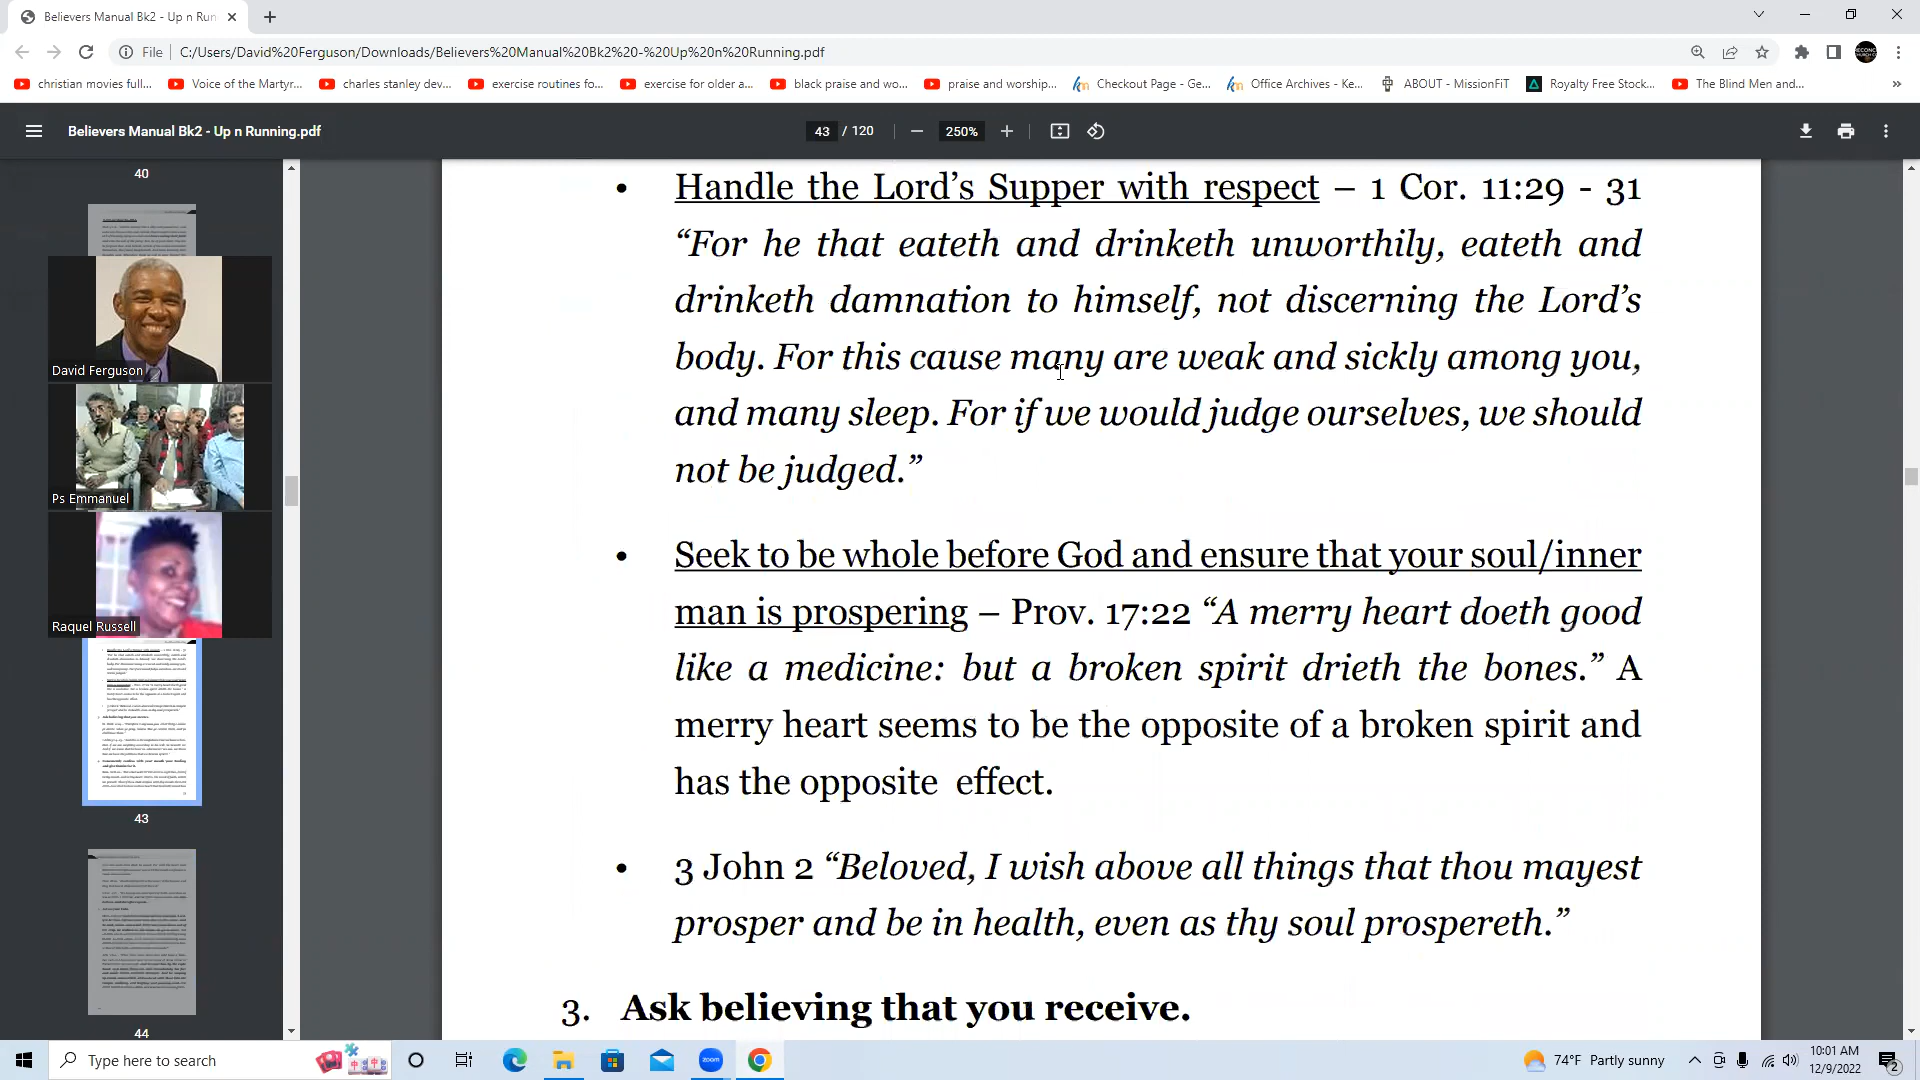 Believers Manual Bk2 - Up n Run
File C:/Users/David%20Ferguson/Downloads/Believers%20Manual%20Bk2%20-%20Up%20n%20Running.pdf
christian movies full... Voice of the Martyr... charles stanley dev... exercise routines fo... exercise for older a... black praise and wo... praise and worship... Checkout Page - Ge... Office Archives - Ke... ABOUT - MissionFiT Royalty Free Stock... The Blind Men and... »
Believers Manual Bk2 - Up n Running.pdf 43 / 120 250%
40
David Ferguson
Ps Emmanuel
Raquel Russell
43
44
• Handle the Lord’s Supper with respect – 1 Cor. 11:29 - 31
“For he that eateth and drinketh unworthily, eateth and
drinketh damnation to himself, not discerning the Lord’s
body. For this cause many are weak and sickly among you,
and many sleep. For if we would judge ourselves, we should
not be judged.”
• Seek to be whole before God and ensure that your soul/inner
man is prospering – Prov. 17:22 “A merry heart doeth good
like a medicine: but a broken spirit drieth the bones.” A
merry heart seems to be the opposite of a broken spirit and
has the opposite effect.
• 3 John 2 “Beloved, I wish above all things that thou mayest
prosper and be in health, even as thy soul prospereth.”
3. Ask believing that you receive.
Type here to search
zoom
74°F Partly sunny
10:01 AM
12/9/2022
2